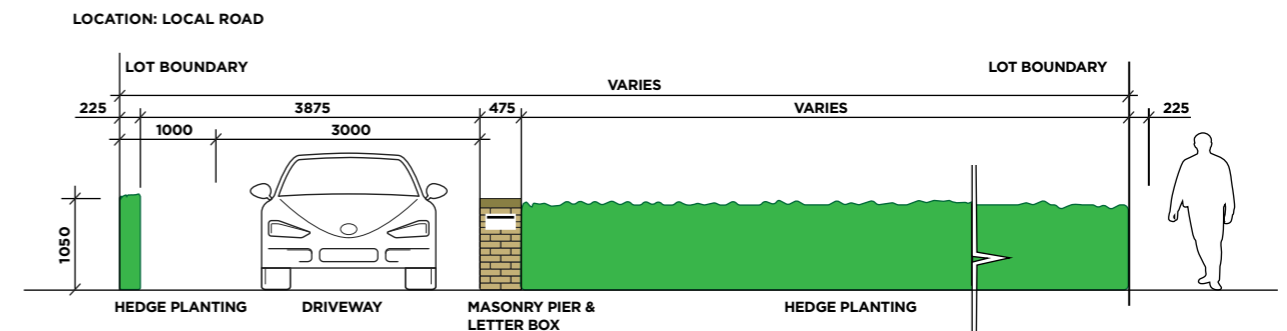 LOCATION: LOCAL ROAD
LOT BOUNDARY
LOT BOUNDARY
VARIES
225
3875
475
VARIES
225
1000
3000
1050
HEDGE PLANTING
DRIVEWAY
MASONRY PIER &
LETTER BOX
HEDGE PLANTING